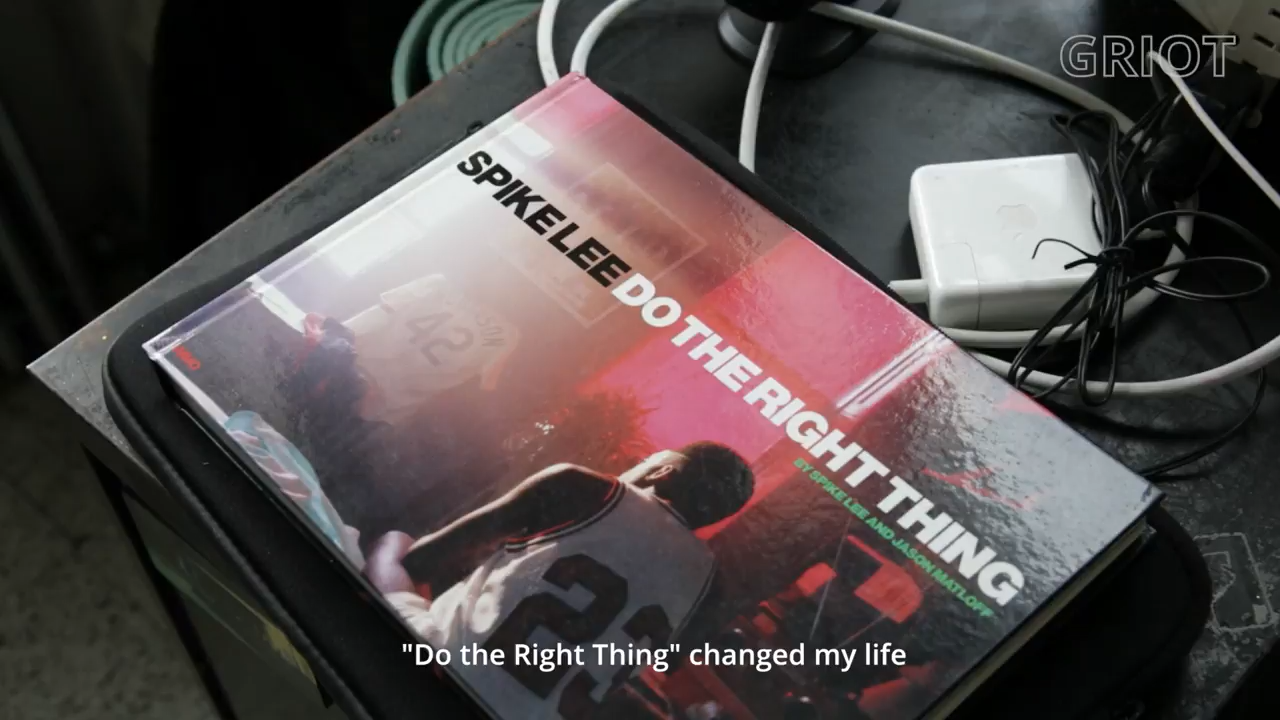 GRIOT
SPIKE LEE DO THE RIGHT THING
BY SPIKE LEE AND JASON MATLOFF
42
23
"Do the Right Thing" changed my life